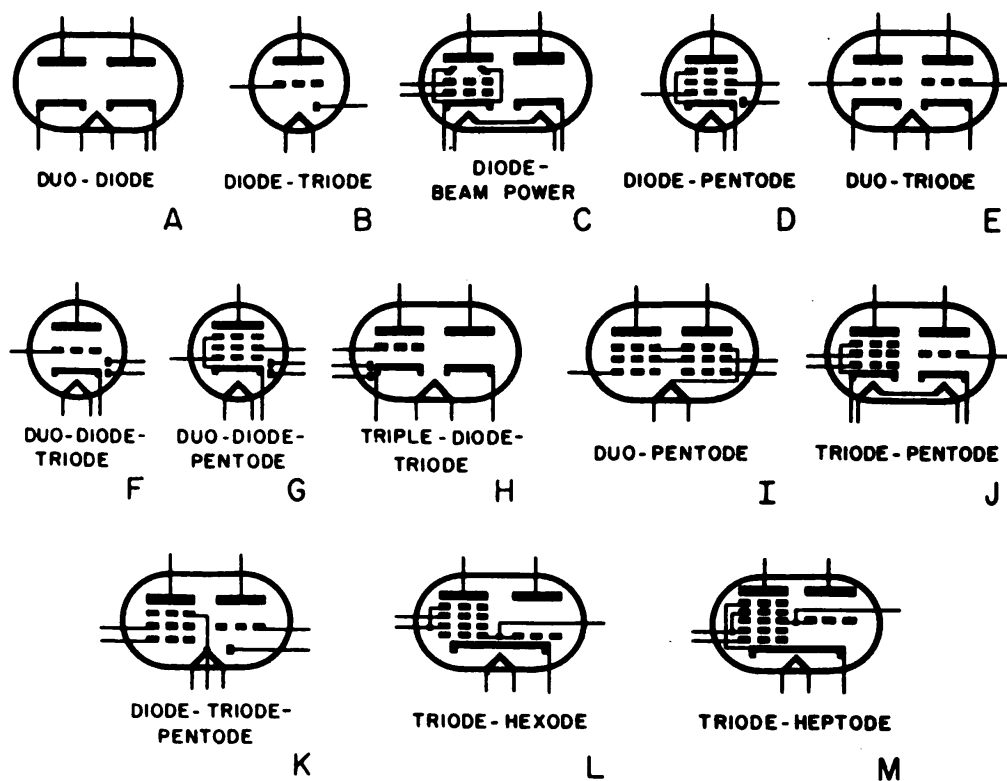 DUO-DIODE
A
DIODE-TRIODE
B
DIODE-
BEAM POWER
C
DIODE-PENTODE
D
DUO-TRIODE
E
DUO-DIODE-
TRIODE
F
DUO-DIODE-
PENTODE
G
TRIPLE-DIODE-
TRIODE
H
DUO-PENTODE
I
TRIODE-PENTODE
J
DIODE-TRIODE-
PENTODE
K
TRIODE-HEXODE
L
TRIODE-HEPTODE
M